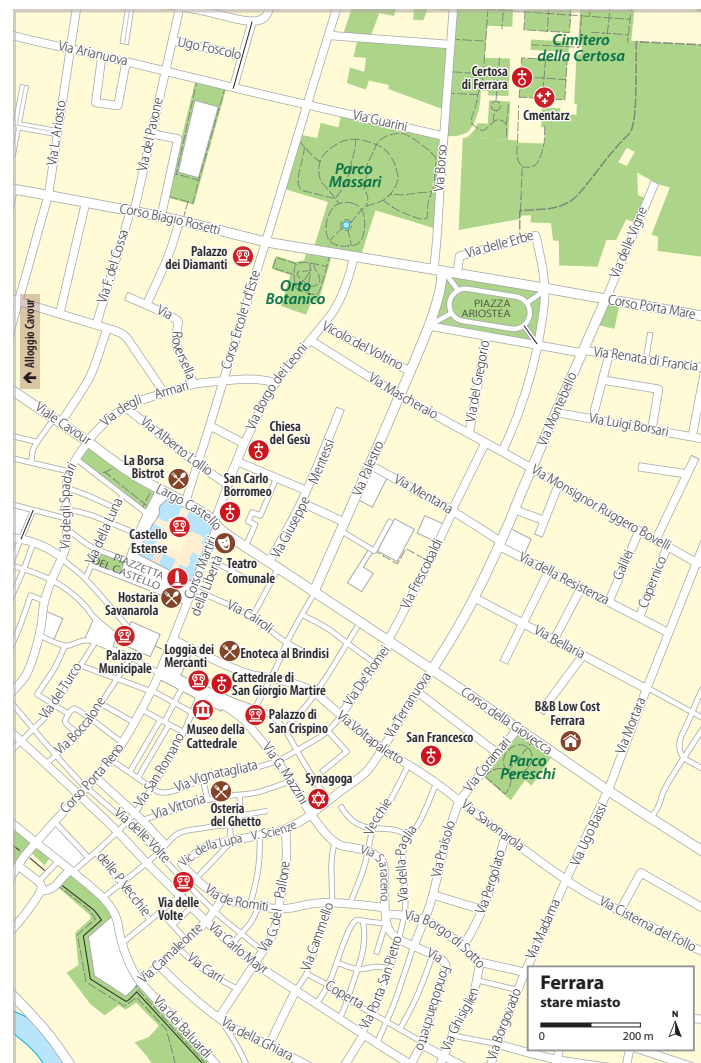 Via Arianuova
Ugo Foscolo
Cimitero
della Certosa
Certosa
di Ferrara
Cmentarz
Via L. Ariosto
Via del Pavone
Via Guarini
Via Borso
Parco
Massari
Corso Biagio Rosetti
Via delle Erbe
Via delle Vigne
Palazzo
dei Diamanti
Via F. del Cossa
Orto
Botanico
Corso Ercole I d'Este
PIAZZA
ARIOSTEA
Corso Porta Mare
Alloggio Cavour
Via
Roversella
Vicolo del Voltino
Via Borgo dei Leoni
Via Renata di Francia
Via degli Armari
Via Mascheraio
Via del Gregorio
Via Montebello
Viale Cavour
Via Alberto Lollio
Chiesa
del Gesù
Via Luigi Borsari
La Borsa
Bistrot
San Carlo
Borromeo
Via Giuseppe - Mentessi
Via Palestro
Via Mentana
Via Monsignor Ruggero Bovelli
Via degli Spadari
Largo Castello
Via della Luna
Castello
Estense
Corso Martiri
della Libertà
Teatro
Comunale
PIAZZETTA
DEL CASTELLO
Via Frescobaldi
Via della Resistenza
Galilei
Copernico
Hostaria
Savanarola
Via Cairoli
Via Bellaria
Palazzo
Municipale
Loggia dei
Mercanti
Enoteca al Brindisi
Cattedrale di
San Giorgio Martire
Via De Romei
Via Terranuova
Corso della Giovecca
B&B Low Cost
Ferrara
Via Mortara
Via del Turco
Via Boccalone
Museo della
Cattedrale
Palazzo di
San Crispino
Via Voltapaletto
San Francesco
Via Coramari
Parco
Pereschi
Corso Porta Reno
Via San Romano
Via G. Mazzini
Via Vignatagliata
Via Vittoria
Synagoga
Osteria
del Ghetto
Via Savonarola
Via Ugo Bassi
Via delle Volte
Vic. della Lupa
V. Scienze
Vecchie
Via della Paglia
Via Praisolo
Via Saraceno
Via Pergolato
delle P. Vecchie
Via delle
Volte
Via de Romiti
Via G. del Pallone
Via Cammello
Via Borgo di Sotto
Via Madama
Via Cisterna del Follo
Via Camaleonte
Via Carri
Via Carlo Mayr
Coperta
Via Porta San Pietro
Fondobanchetto
Via Ghisiglieri
Via Borgovado
Via dei Baluardi
Via della Ghiara
Ferrara
stare miasto
N
0
200 m